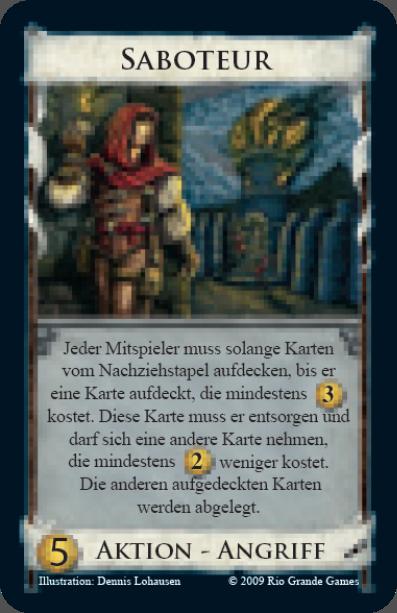 SABOTEUR
Jeder Mitspieler muss solange Karten
vom Nachziehstapel aufdecken, bis er
eine Karte aufdeckt, die mindestens 3
kostet. Diese Karte muss er entsorgen und
darf sich eine andere Karte nehmen,
die mindestens 2 weniger kostet.
Die anderen aufgedeckten Karten
werden abgelegt.
5 AKTION - ANGRIFF
Illustration: Dennis Lohausen © 2009 Rio Grande Games